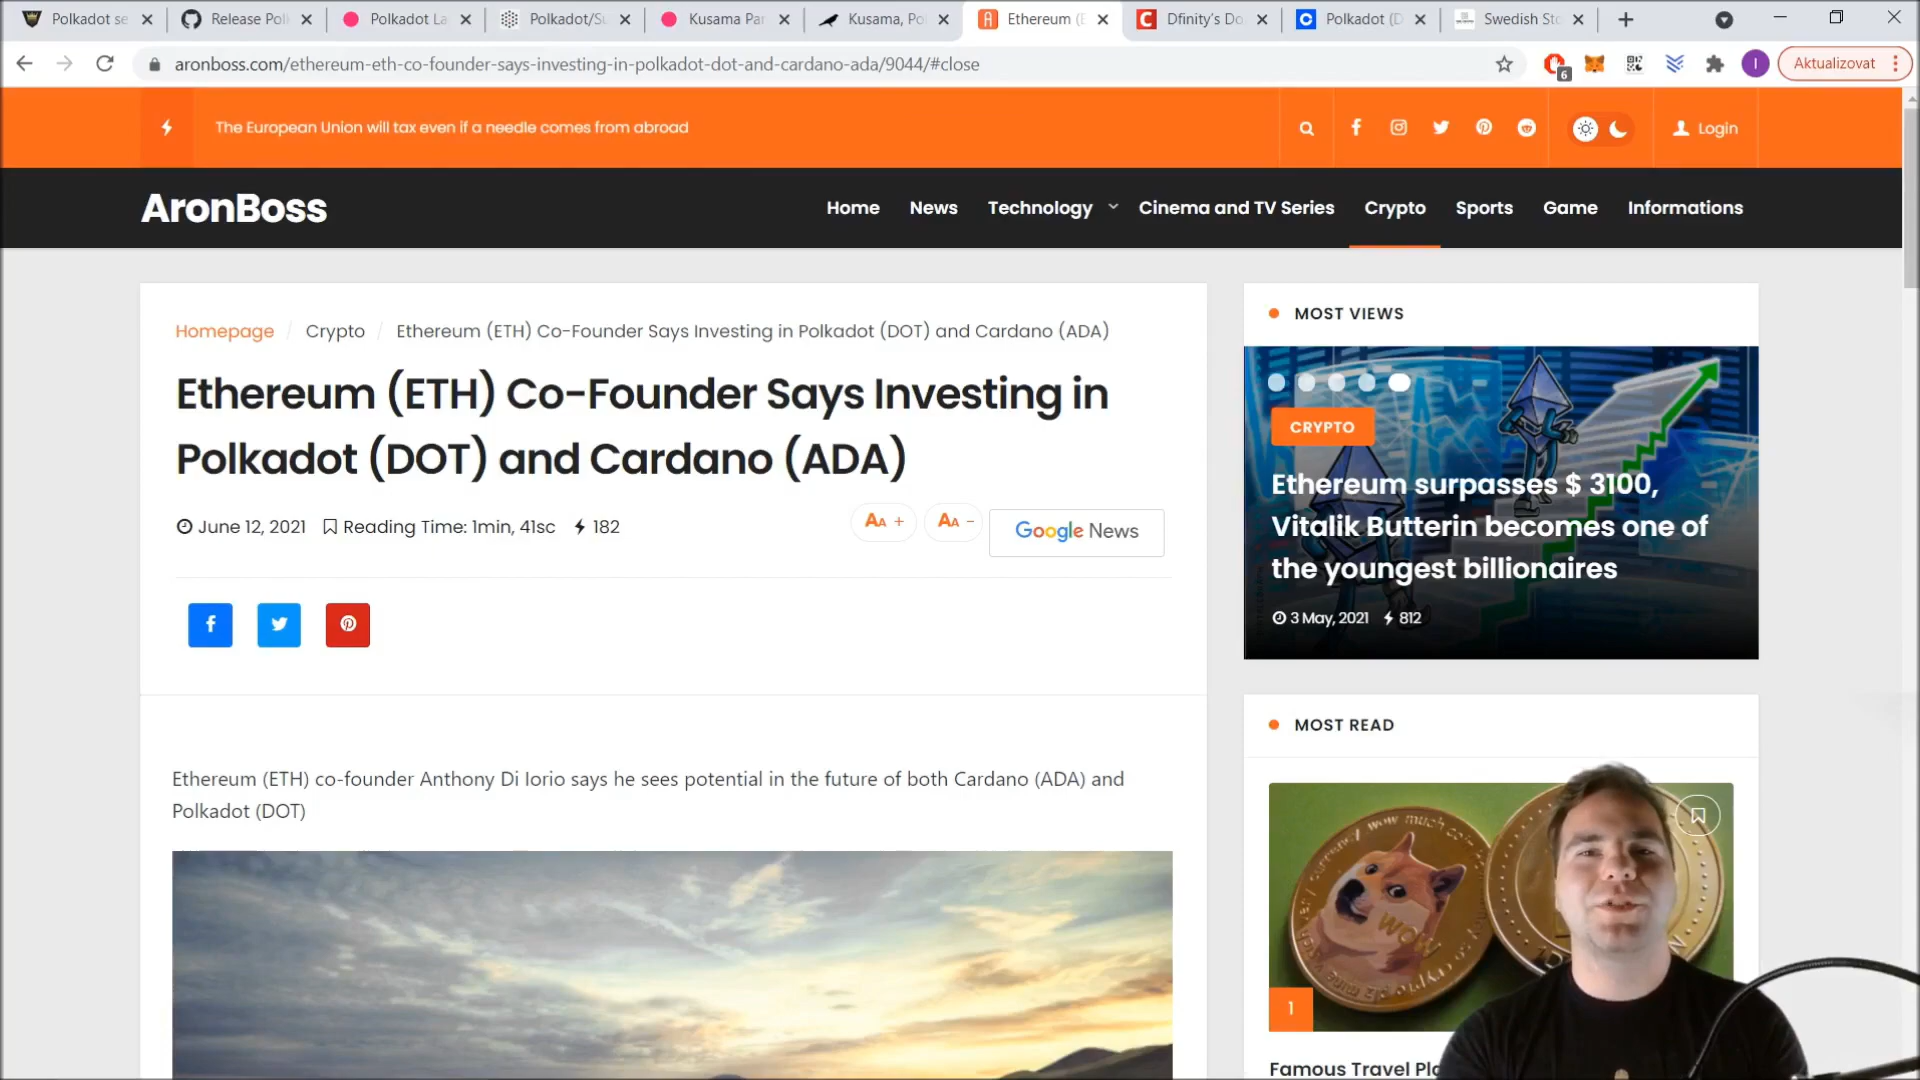 Polkadot se
Release Poli
Polkadot La
Polkadot/Su
Kusama Par
Kusama, Po
Ethereum (E
Dfinity's Do
Polkadot (D
Swedish Sto
aronboss.com/ethereum-eth-co-founder-says-investing-in-polkadot-dot-and-cardano-ada/9044/#close
6
I
Aktualizovat
The European Union will tax even if a needle comes from abroad
Login
AronBoss
Home
News
Technology
Cinema and TV Series
Crypto
Sports
Game
Informations
Homepage / Crypto / Ethereum (ETH) Co-Founder Says Investing in Polkadot (DOT) and Cardano (ADA)
Ethereum (ETH) Co-Founder Says Investing in
Polkadot (DOT) and Cardano (ADA)
June 12, 2021 Reading Time: 1min, 41sc 182
AA +
AA -
Google News
Ethereum (ETH) co-founder Anthony Di Iorio says he sees potential in the future of both Cardano (ADA) and
Polkadot (DOT)
MOST VIEWS
CRYPTO
Ethereum surpasses $ 3100,
Vitalik Butterin becomes one of
the youngest billionaires
3 May, 2021 812
MOST READ
wow much coin
WOW
1
Famous Travel Pla